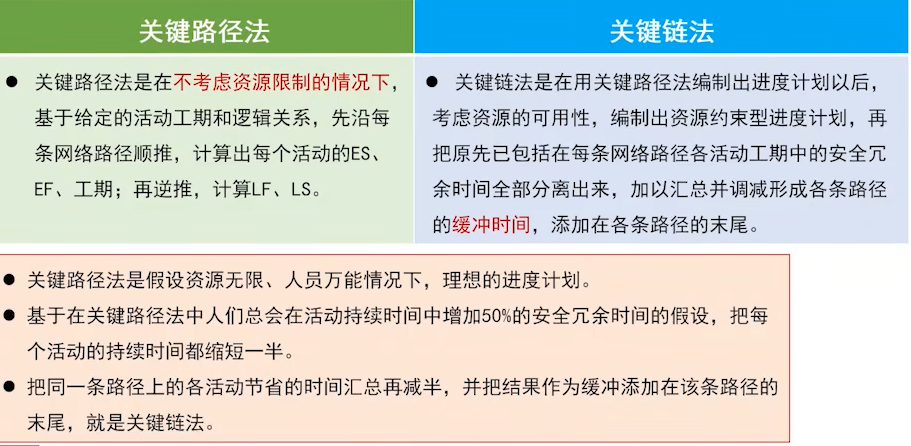 关键路径法
关键链法
● 关键路径法是在不考虑资源限制的情况下，
基于给定的活动工期和逻辑关系，先沿每
条网络路径顺推，计算出每个活动的ES、
EF、工期；再逆推，计算LF、LS。
● 关键链法是在用关键路径法编制出进度计划以后，
考虑资源的可用性，编制出资源约束型进度计划，再
把原先已包括在每条网络路径各活动工期中的安全冗
余时间全部分离出来，加以汇总并调减形成各条路径
的缓冲时间，添加在各条路径的末尾。
● 关键路径法是假设资源无限、人员万能情况下，理想的进度计划。
● 基于在关键路径法中人们总会在活动持续时间中增加50%的安全冗余时间的假设，把每
个活动的持续时间都缩短一半。
● 把同一条路径上的各活动节省的时间汇总再减半，并把结果作为缓冲添加在该条路径的
末尾，就是关键链法。